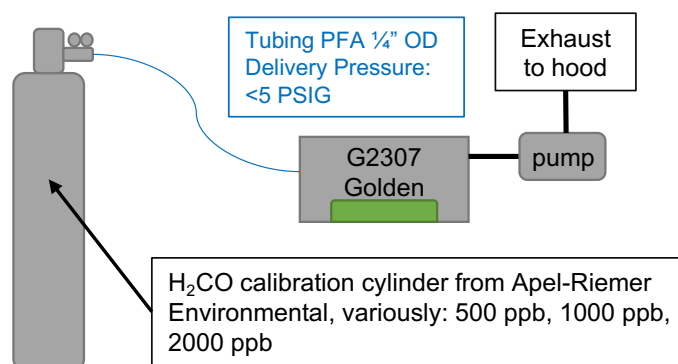 Tubing PFA ¼” OD
Delivery Pressure:
<5 PSIG
Exhaust
to hood
G2307
Golden
pump
H₂CO calibration cylinder from Apel-Riemer
Environmental, variously: 500 ppb, 1000 ppb,
2000 ppb